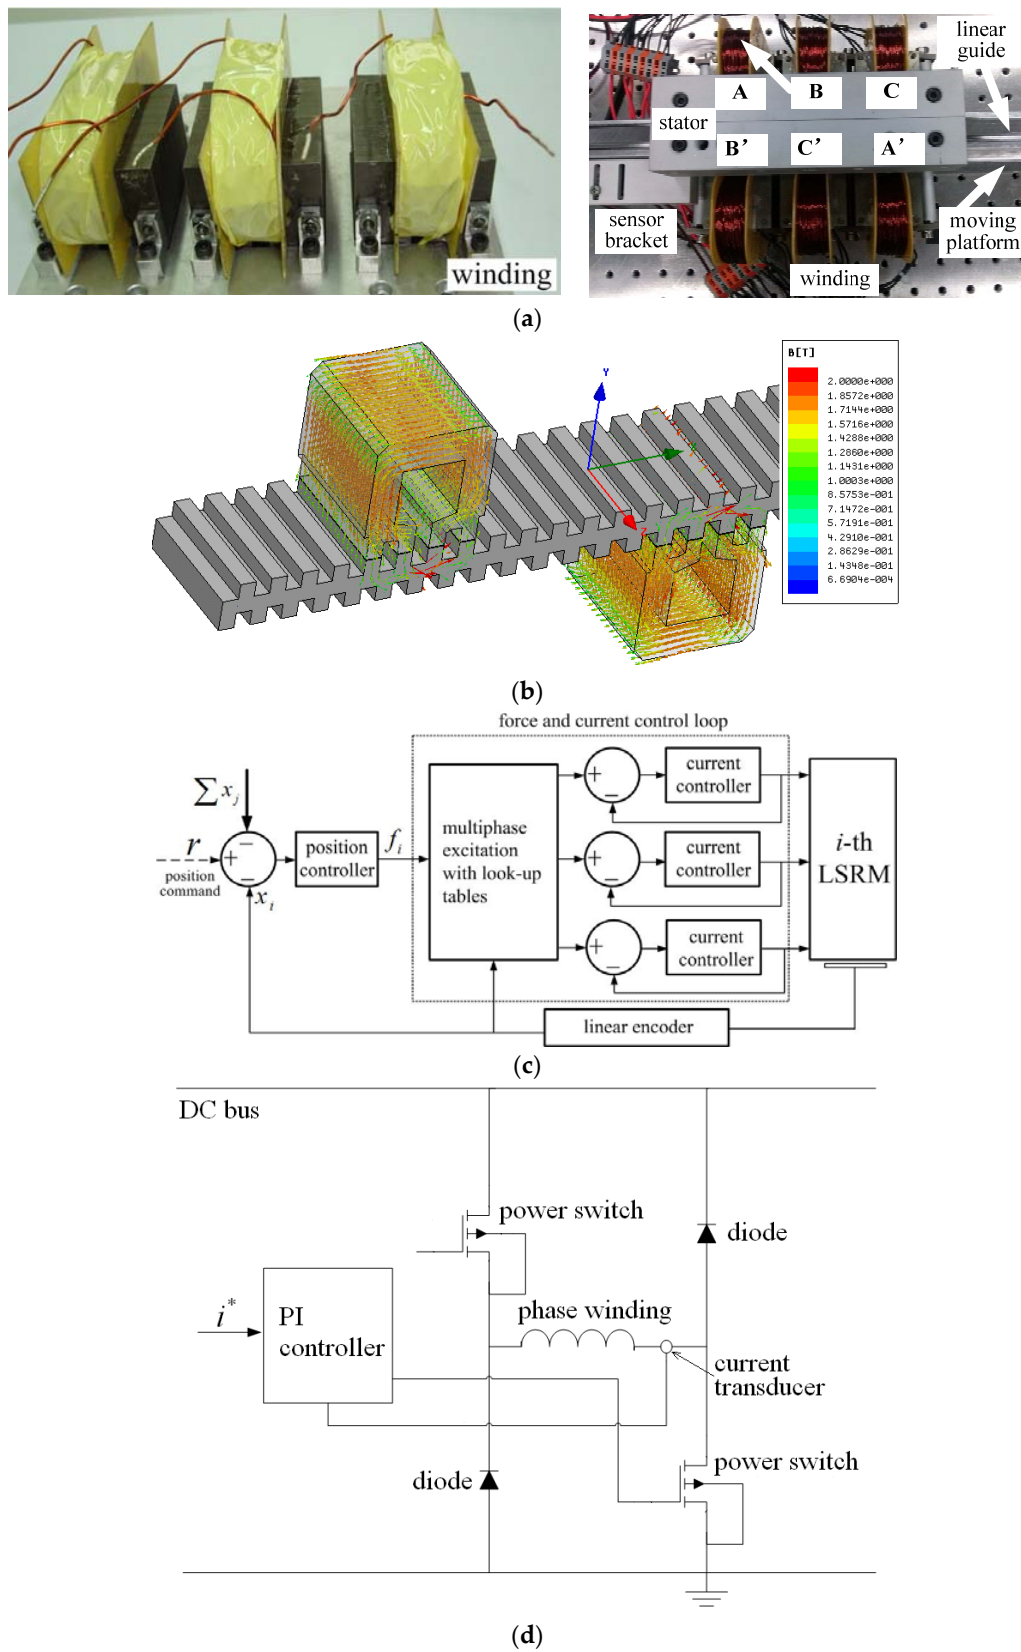 winding
linear
guide
A B C
stator
B’ C’ A’
sensor
bracket
moving
platform
winding
(a)
B[T]
2.0000e+000
1.8572e+000
1.7144e+000
1.5716e+000
1.4288e+000
1.2860e+000
1.1431e+000
1.0003e+000
8.5753e-001
7.1472e-001
5.7191e-001
4.2910e-001
2.8629e-001
1.4348e-001
6.6904e-004
Y
Z
(b)
force and current control loop
∑ xj
r
position
command
+
−
−
xi
position
controller
fi
multiphase
excitation
with look-up
tables
+
−
current
controller
+
−
current
controller
+
−
current
controller
i-th
LSRM
linear encoder
(c)
DC bus
power switch
diode
i*
PI
controller
phase winding
current
transducer
diode
power switch
(d)